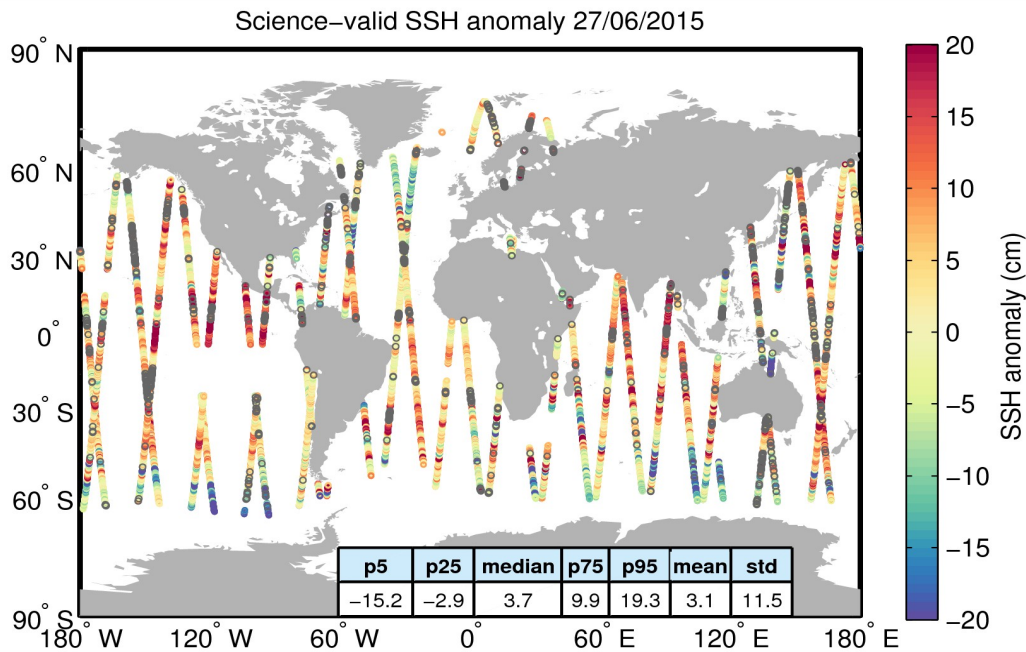 Science−valid SSH anomaly 27/06/2015
90° N
60° N
30° N
0°
30° S
60° S
90° S
180° W
120° W
60° W
0°
60° E
120° E
180° E
p5 p25 median p75 p95 mean std
−15.2 −2.9 3.7 9.9 19.3 3.1 11.5
20
15
10
5
0
−5
−10
−15
−20
SSH anomaly (cm)